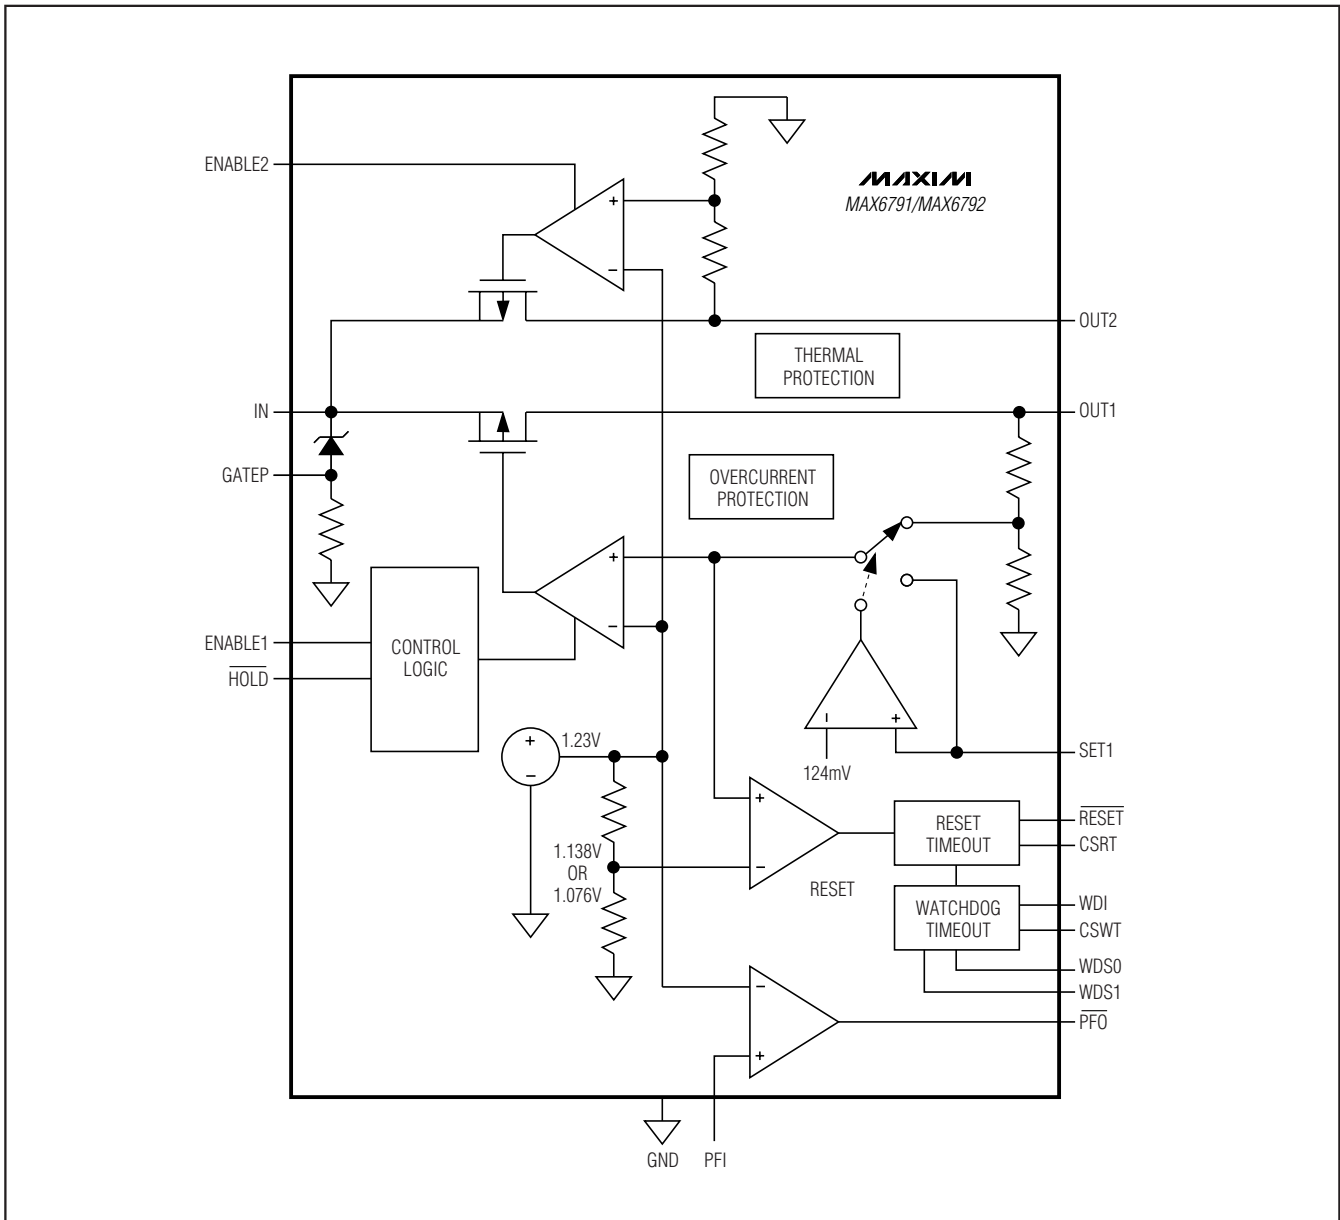 ENABLE2
+
−
MAXIM
MAX6791/MAX6792
OUT2
THERMAL
PROTECTION
IN
OUT1
GATEP
OVERCURRENT
PROTECTION
+
−
ENABLE1
HOLD
CONTROL
LOGIC
− +
124mV
SET1
+
−
1.23V
1.138V
OR
1.076V
+
−
RESET
RESET
TIMEOUT
RESET
CSRT
WATCHDOG
TIMEOUT
WDI
CSWT
WDS0
WDS1
−
+
PFO
GND
PFI